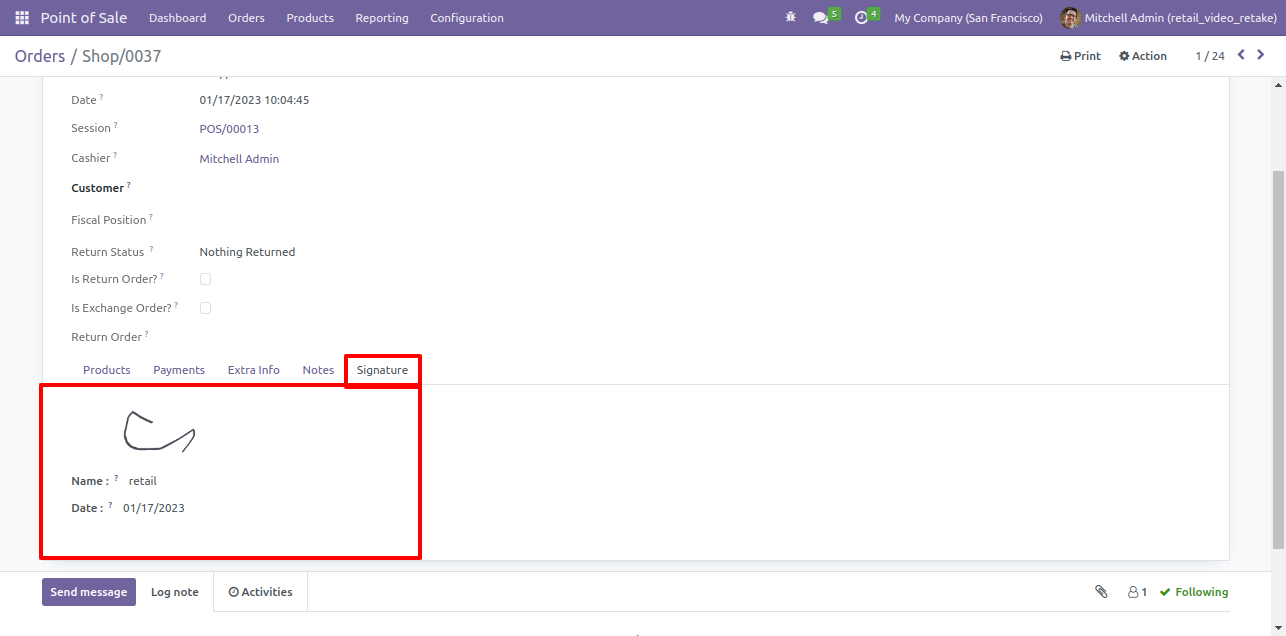 Point of Sale Dashboard Orders Products Reporting Configuration 5 4 My Company (San Francisco) Mitchell Admin (retail_video_retake)
Orders / Shop/0037 Print Action 1 / 24
Date ? 01/17/2023 10:04:45
Session ? POS/00013
Cashier ? Mitchell Admin
Customer ?
Fiscal Position ?
Return Status ? Nothing Returned
Is Return Order? ?
Is Exchange Order? ?
Return Order ?
Products Payments Extra Info Notes Signature
Name : ? retail
Date : ? 01/17/2023
Send message Log note Activities 1 Following